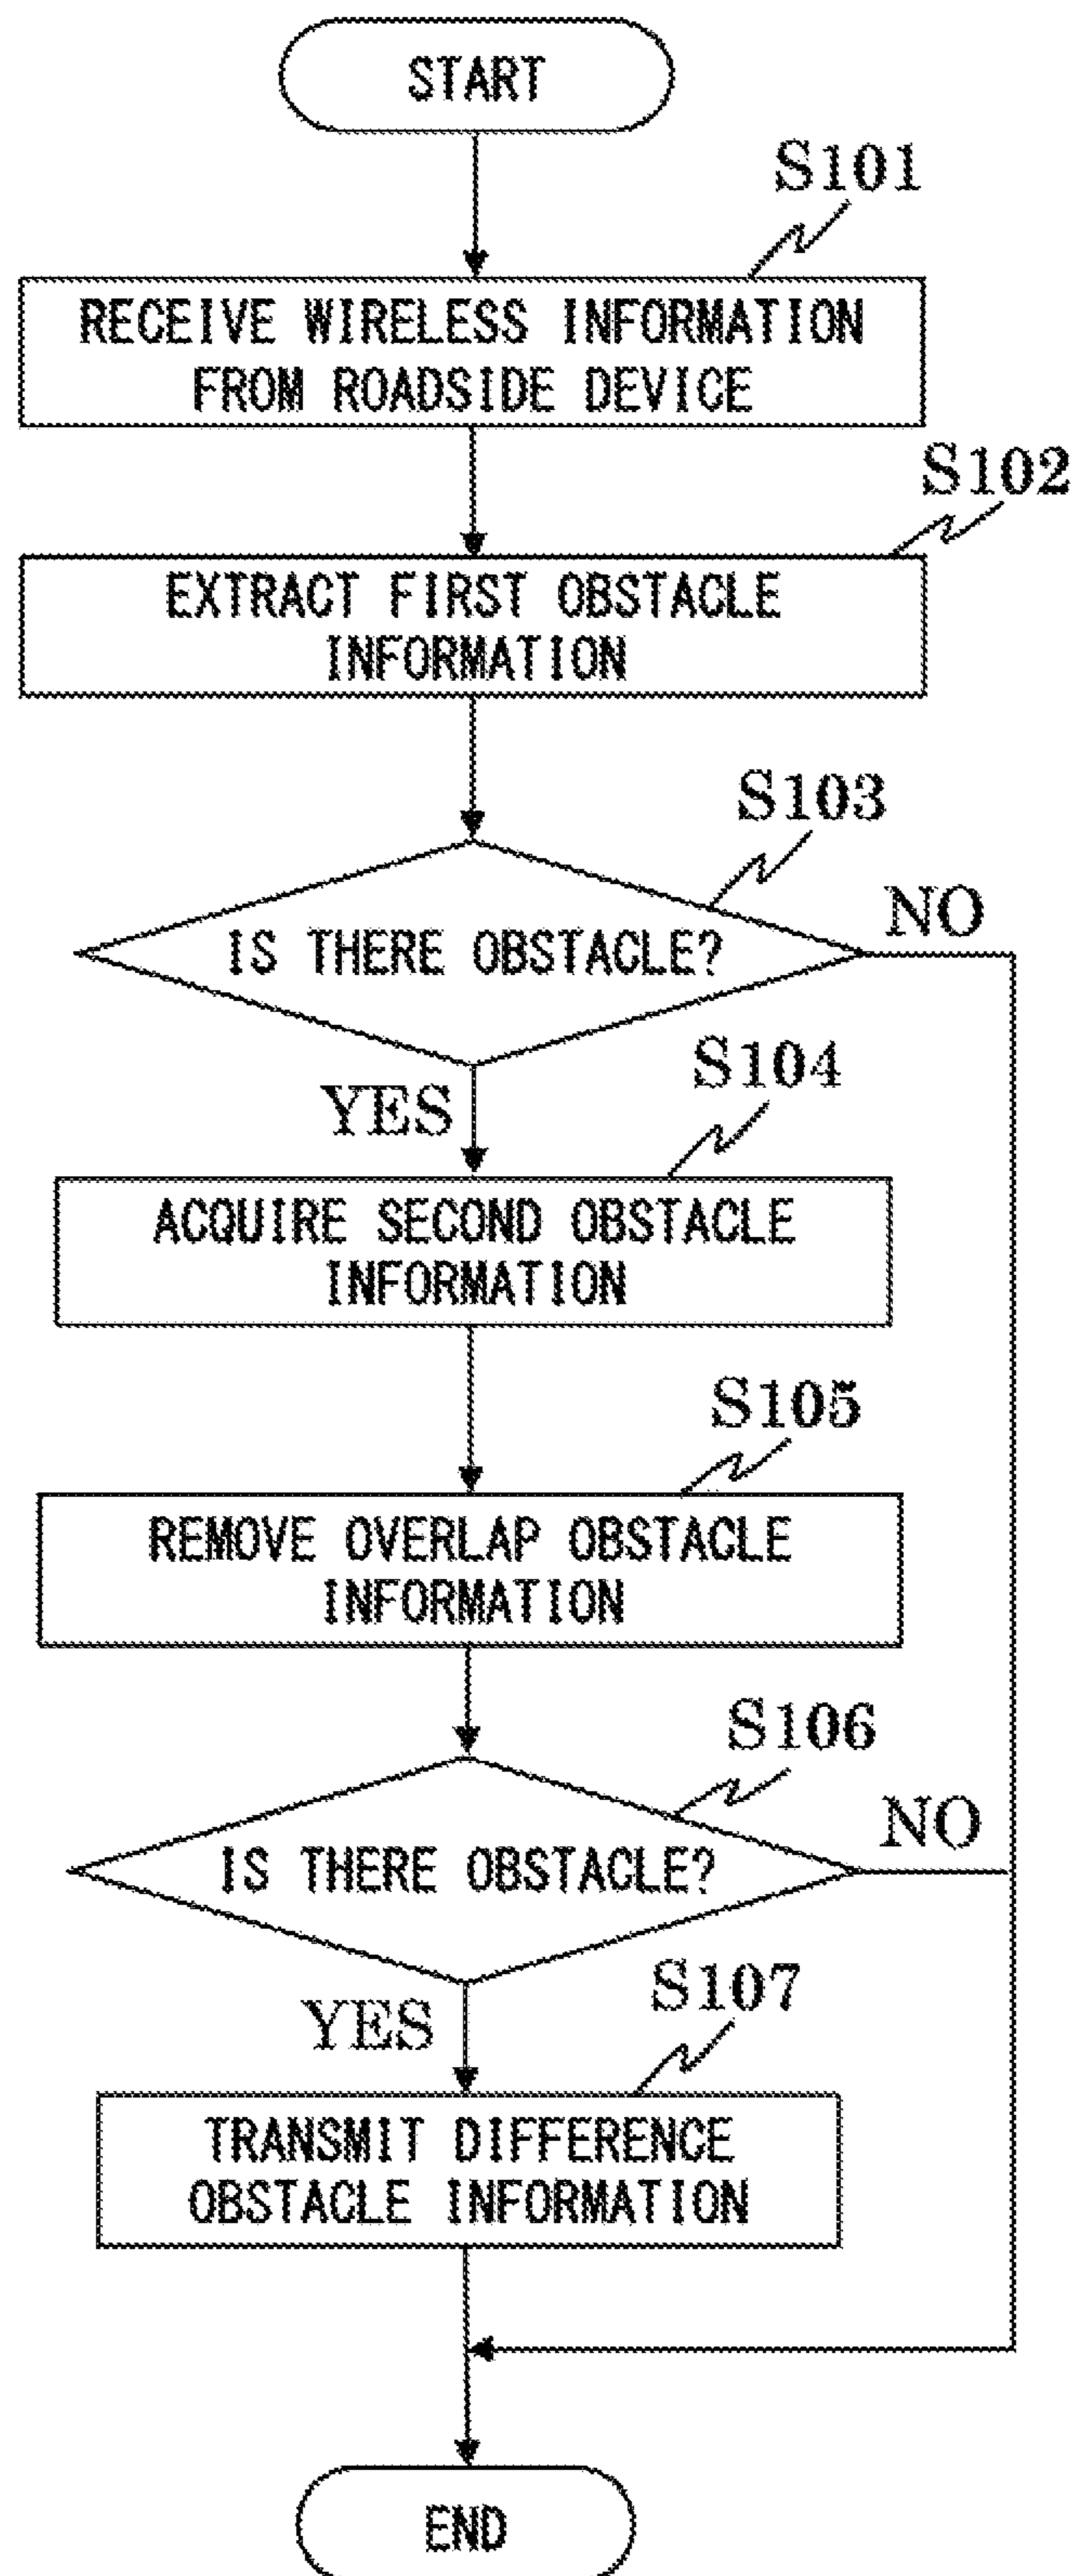 START
S101
RECEIVE WIRELESS INFORMATION
FROM ROADSIDE DEVICE
S102
EXTRACT FIRST OBSTACLE
INFORMATION
S103
IS THERE OBSTACLE?
NO
YES
S104
ACQUIRE SECOND OBSTACLE
INFORMATION
S105
REMOVE OVERLAP OBSTACLE
INFORMATION
S106
IS THERE OBSTACLE?
NO
YES
S107
TRANSMIT DIFFERENCE
OBSTACLE INFORMATION
END